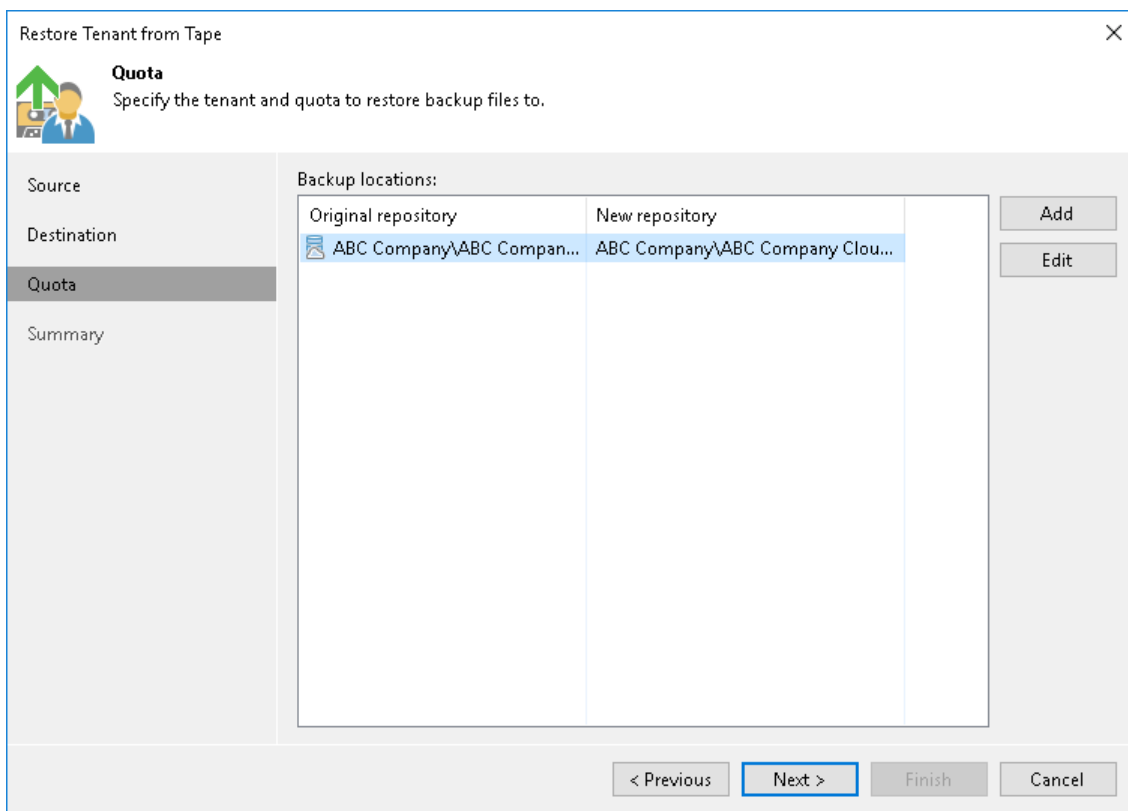 Restore Tenant from Tape
Quota
Specify the tenant and quota to restore backup files to.
Source
Destination
Quota
Summary
Backup locations:
Original repository New repository
ABC Company\ABC Compan... ABC Company\ABC Company Clou...
Add
Edit
< Previous Next > Finish Cancel